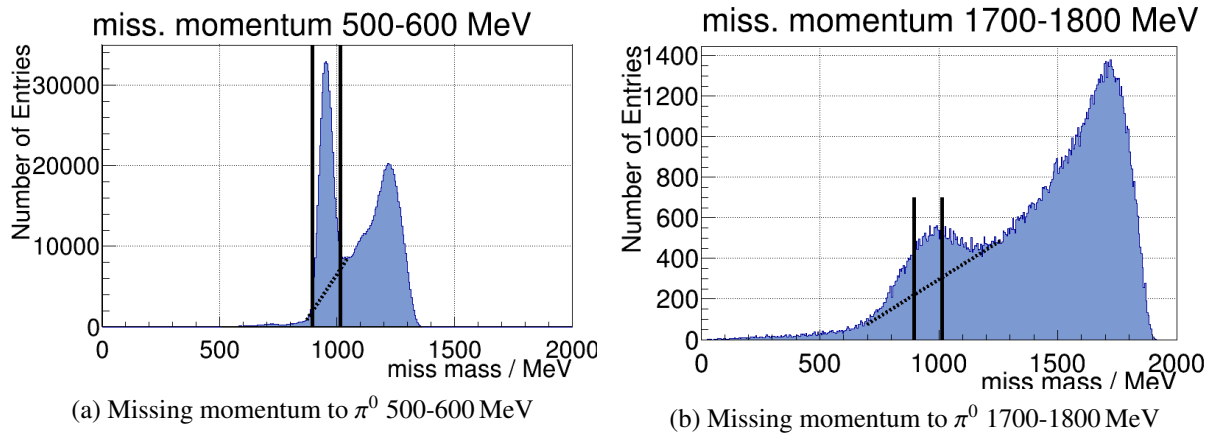 miss. momentum 500-600 MeV
Number of Entries
30000
20000
10000
0
0 500 1000 1500 2000
miss mass / MeV
(a) Missing momentum to π⁰ 500-600 MeV
miss. momentum 1700-1800 MeV
Number of Entries
1400
1200
1000
800
600
400
200
0
0 500 1000 1500 2000
miss mass / MeV
(b) Missing momentum to π⁰ 1700-1800 MeV